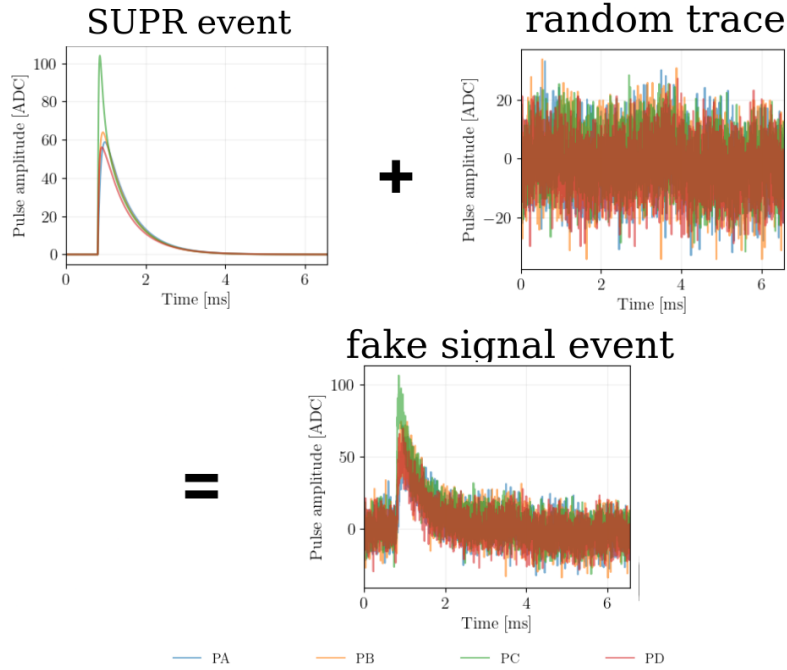 SUPR event
random trace
Pulse amplitude [ADC]
100
80
60
40
20
0
0
2
4
6
Time [ms]
+
Pulse amplitude [ADC]
20
0
−20
0
2
4
6
Time [ms]
fake signal event
=
Pulse amplitude [ADC]
100
50
0
0
2
4
6
Time [ms]
PA PB PC PD